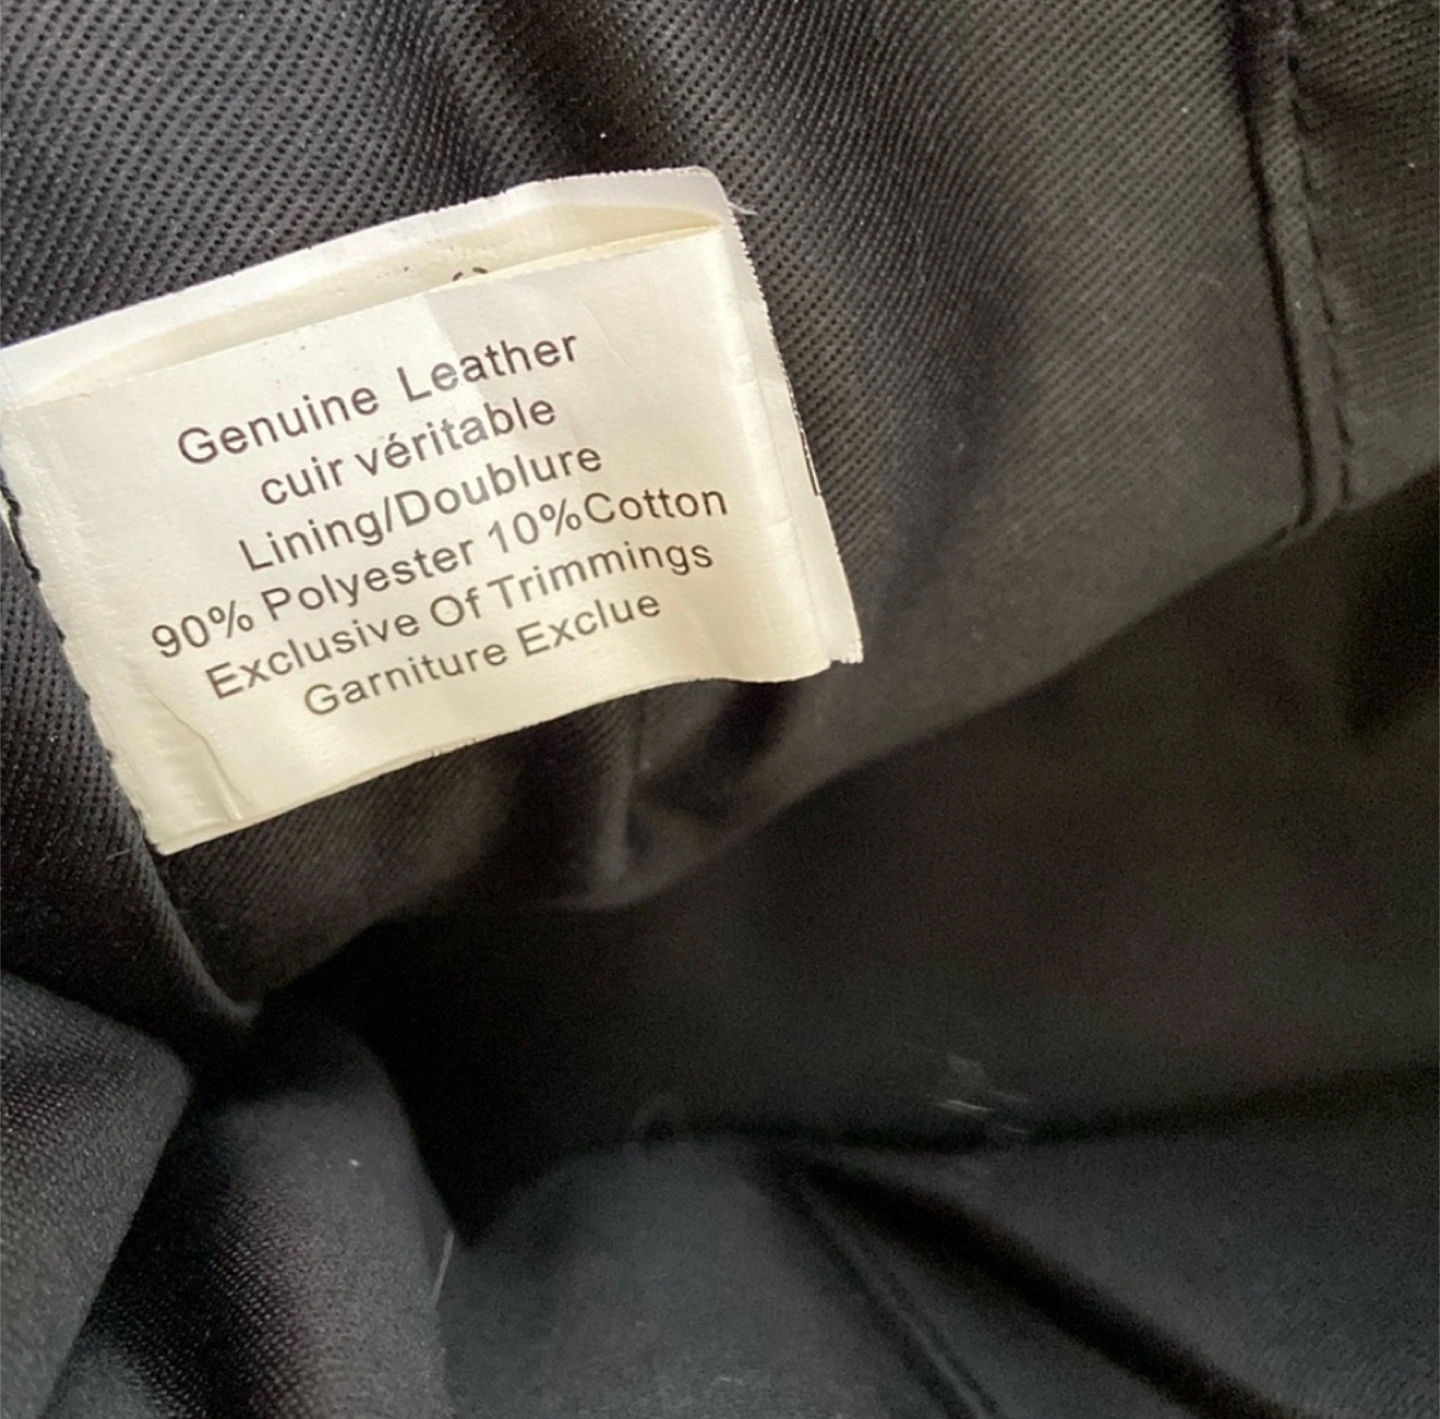 Genuine Leather
cuir véritable
Lining/Doublure
90% Polyester 10%Cotton
Exclusive Of Trimmings
Garniture Exclue